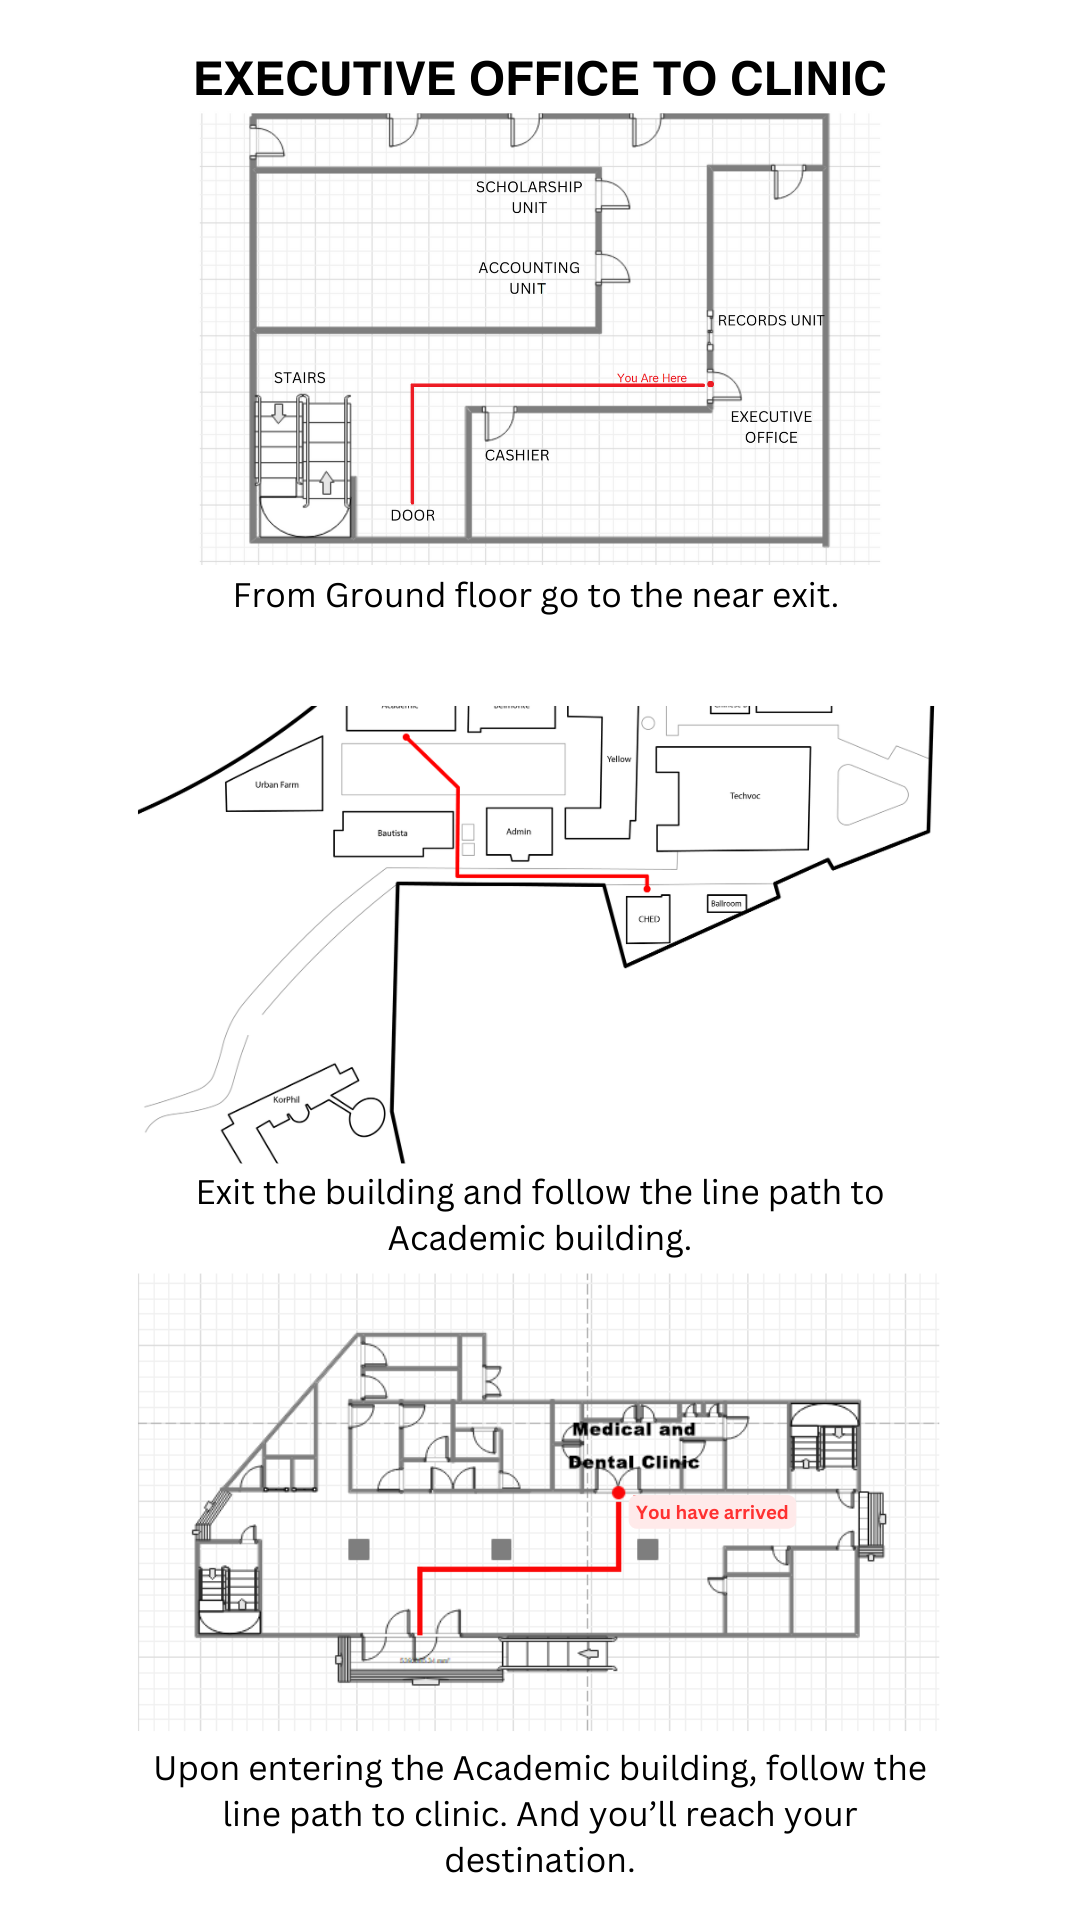 EXECUTIVE OFFICE TO CLINIC
SCHOLARSHIP
UNIT
ACCOUNTING
UNIT
RECORDS UNIT
STAIRS
You Are Here
EXECUTIVE
OFFICE
CASHIER
DOOR
From Ground floor go to the near exit.
Academic
Belmonte
Yellow
Urban Farm
Techvoc
Bautista
Admin
Ballroom
CHED
KorPhil
Exit the building and follow the line path to
Academic building.
Medical and
Dental Clinic
You have arrived
Upon entering the Academic building, follow the
line path to clinic. And you’ll reach your
destination.